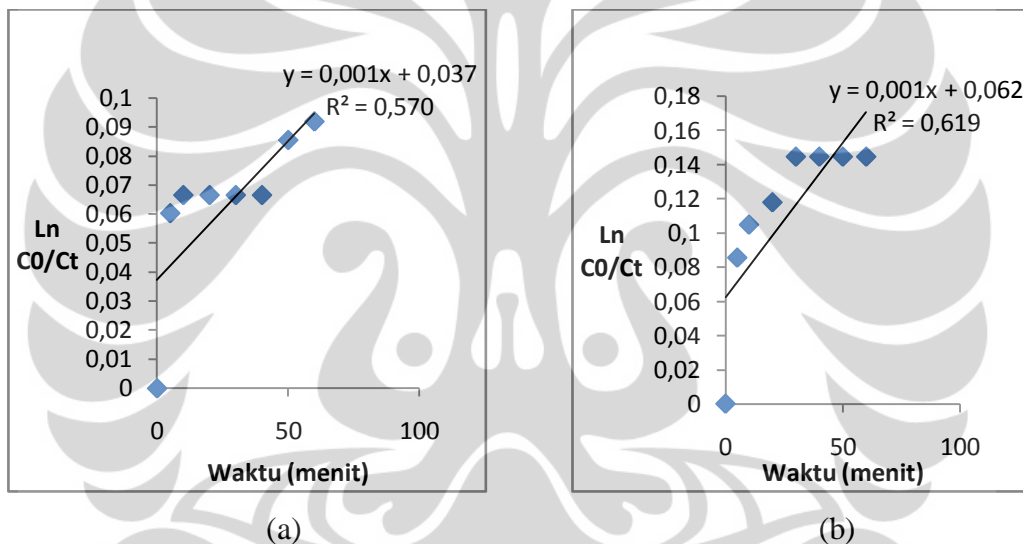 y = 0,001x + 0,037
R² = 0,570
0,1
0,09
0,08
0,07
0,06
0,05
0,04
0,03
0,02
0,01
0
Ln
C0/Ct
0 50 100
Waktu (menit)
(a)
y = 0,001x + 0,062
R² = 0,619
0,18
0,16
0,14
0,12
0,1
0,08
0,06
0,04
0,02
0
Ln
C0/Ct
0 50 100
Waktu (menit)
(b)